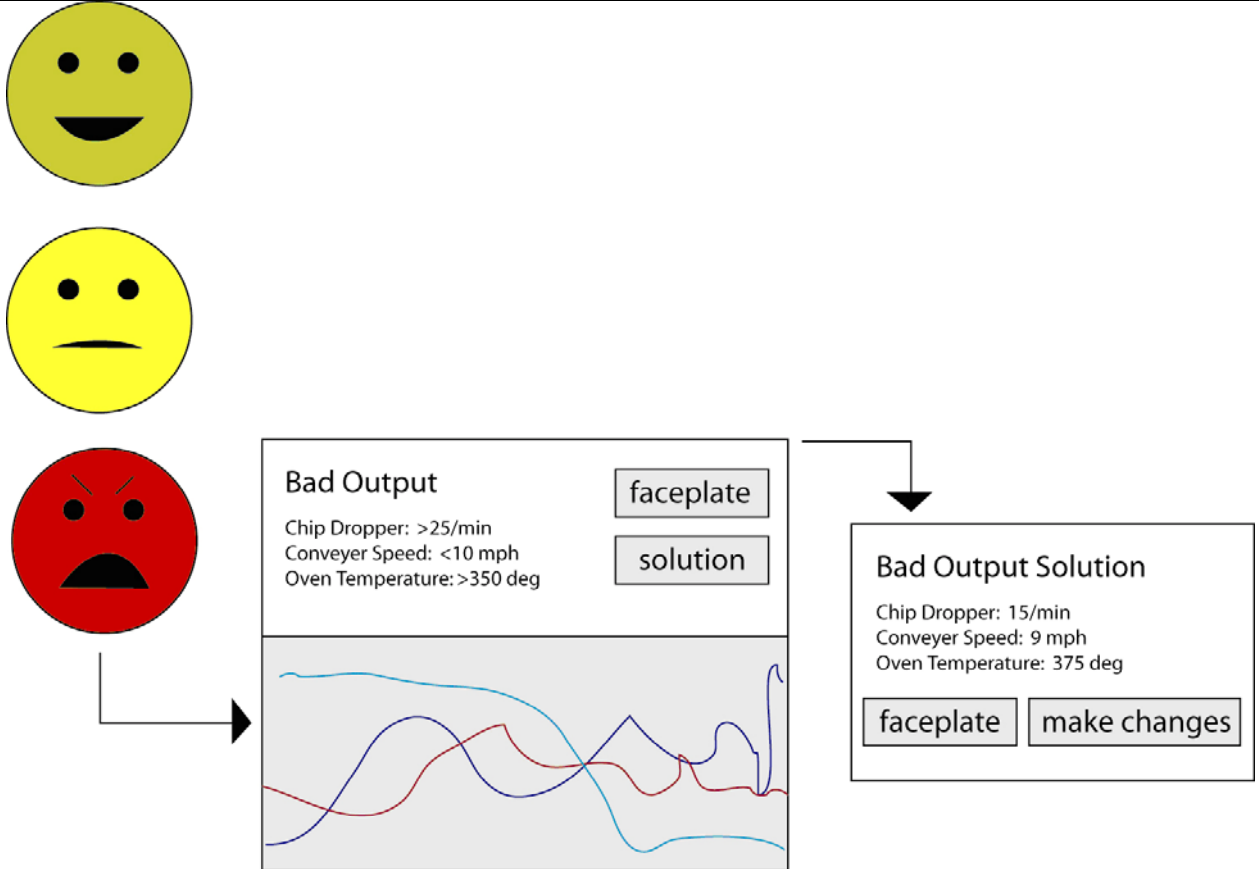 Bad Output
Chip Dropper: >25/min
Conveyer Speed: <10 mph
Oven Temperature: >350 deg
faceplate
solution
Bad Output Solution
Chip Dropper: 15/min
Conveyer Speed: 9 mph
Oven Temperature: 375 deg
faceplate
make changes